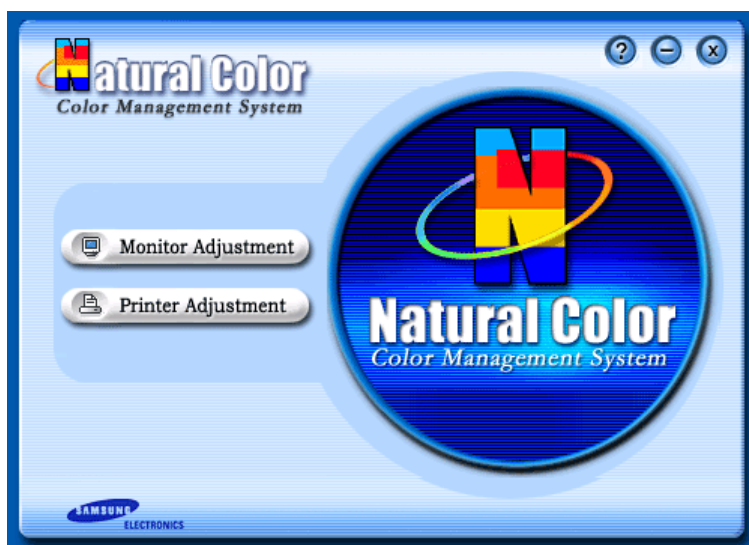 Natural Color
Color Management System
? – x
Monitor Adjustment
Printer Adjustment
N
Natural Color
Color Management System
SAMSUNG
ELECTRONICS